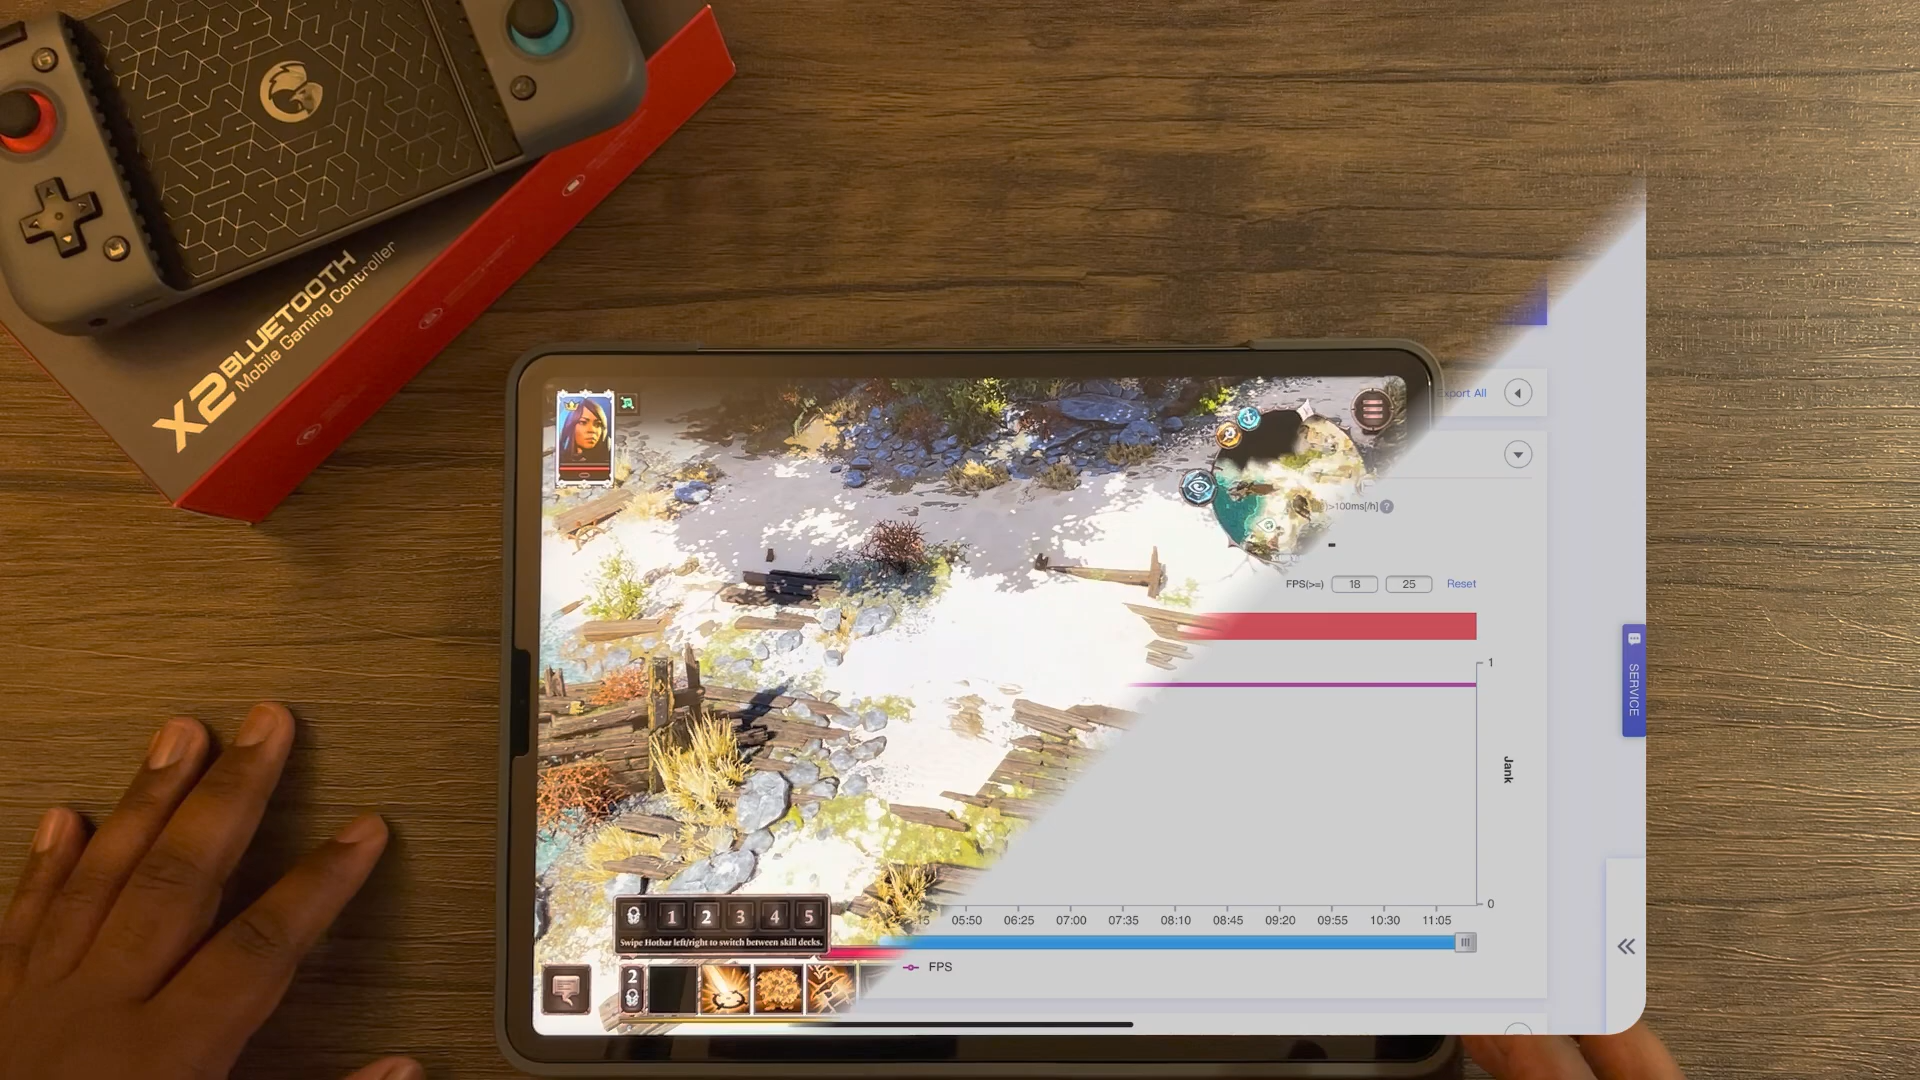 X2 BLUETOOTH
Mobile Gaming Controller
Export All
>100ms[/h] ?
-
FPS(>=) 18 25 Reset
1
Jank
0
SERVICE
1 2 3 4 5
Swipe Hotbar left/right to switch between skill decks.
:15 05:50 06:25 07:00 07:35 08:10 08:45 09:20 09:55 10:30 11:05
FPS
2